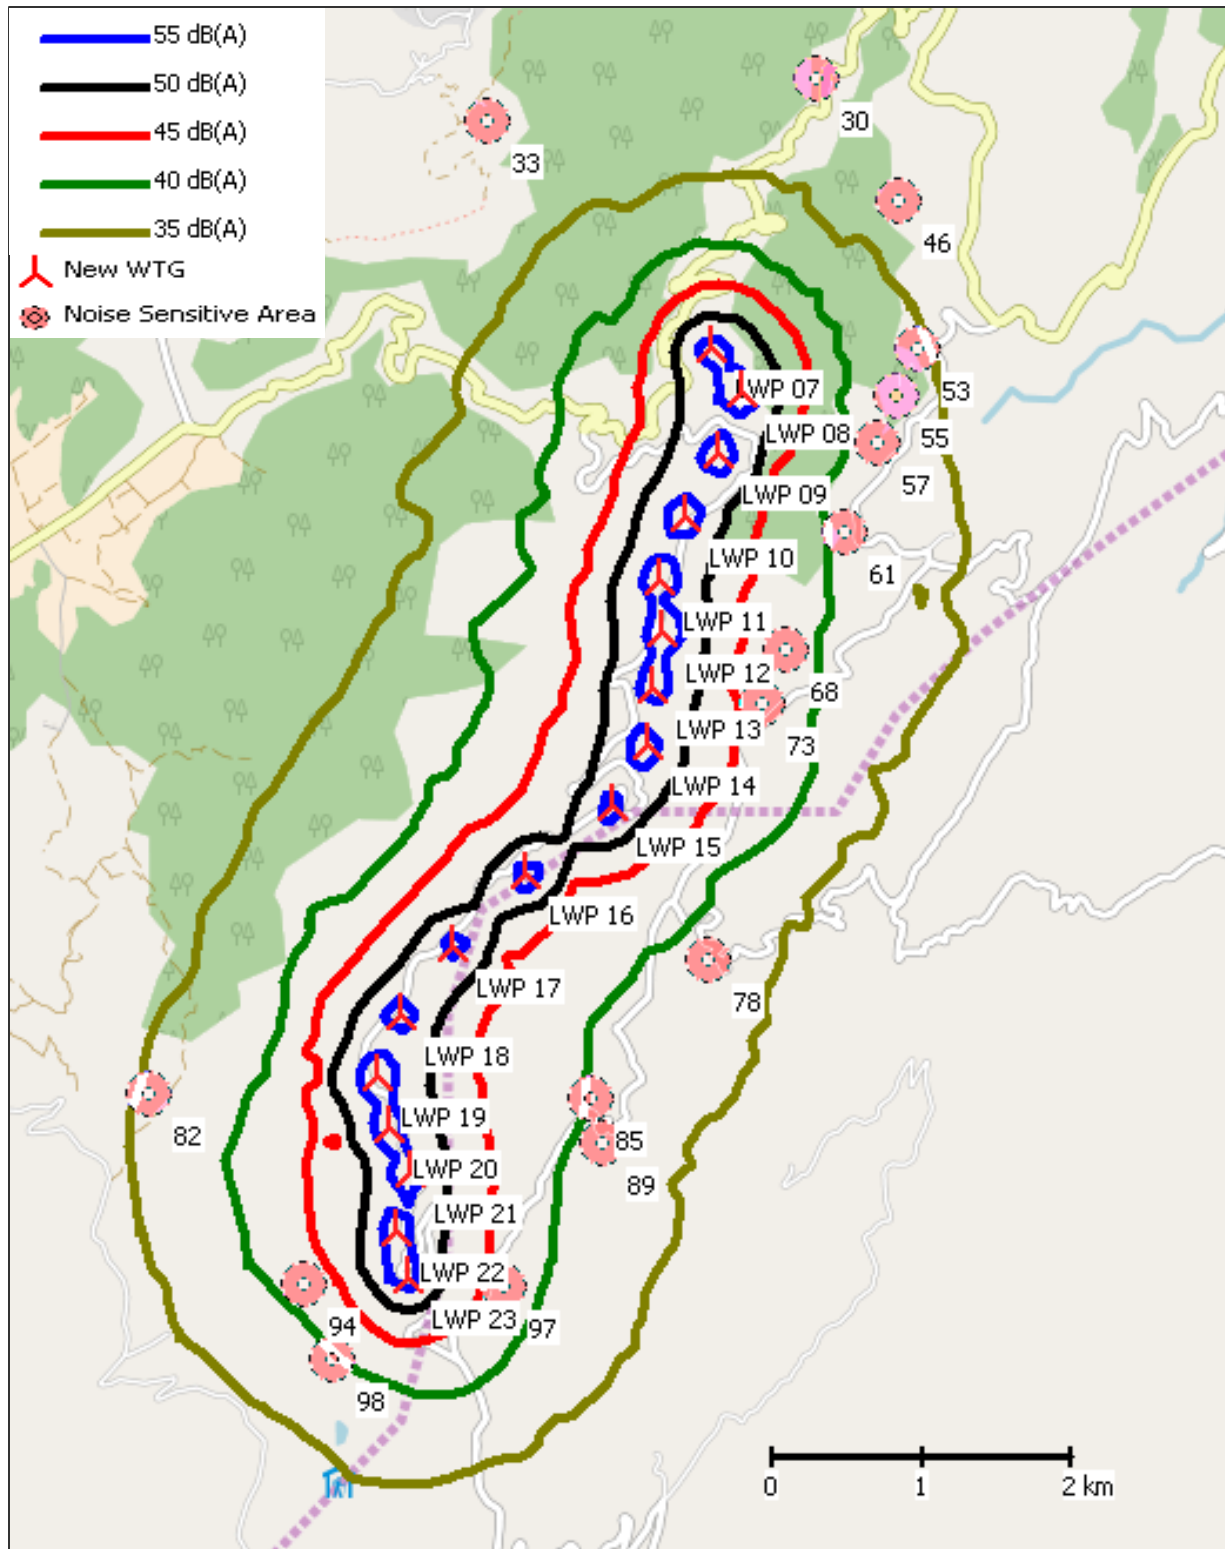 55 dB(A)
50 dB(A)
45 dB(A)
40 dB(A)
35 dB(A)
New WTG
Noise Sensitive Area
30
33
46
53
LWP 07
LWP 08
55
57
LWP 09
LWP 10
61
LWP 11
LWP 12
68
LWP 13
73
LWP 14
LWP 15
LWP 16
LWP 17
78
LWP 18
LWP 19
82
85
LWP 20
89
LWP 21
LWP 22
LWP 23
94
97
98
0
1
2 km